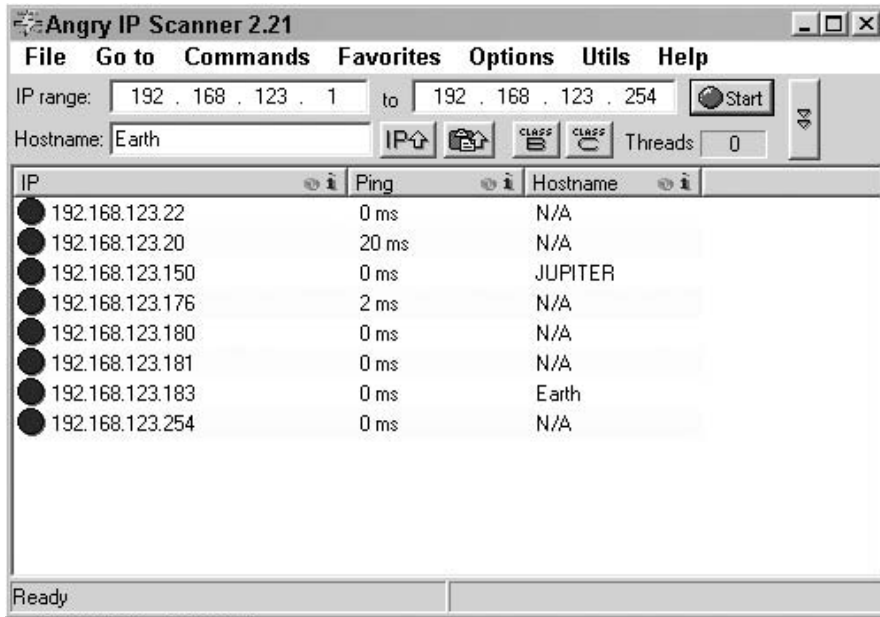 Angry IP Scanner 2.21
File Go to Commands Favorites Options Utils Help
IP range: 192 . 168 . 123 . 1 to 192 . 168 . 123 . 254 Start
Hostname: Earth IP CLASS B CLASS C Threads 0
IP Ping Hostname
192.168.123.22 0 ms N/A
192.168.123.20 20 ms N/A
192.168.123.150 0 ms JUPITER
192.168.123.176 2 ms N/A
192.168.123.180 0 ms N/A
192.168.123.181 0 ms N/A
192.168.123.183 0 ms Earth
192.168.123.254 0 ms N/A
Ready